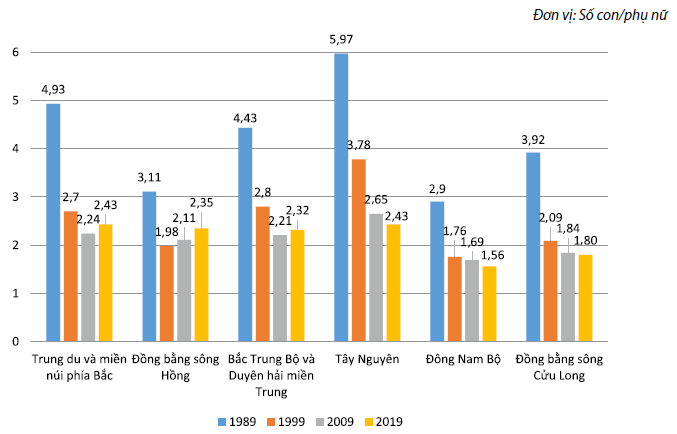 Đơn vị: Số con/phụ nữ
6
5
4
3
2
1
0
4,93
2,7
2,24
2,43
3,11
1,98
2,11
2,35
4,43
2,8
2,21
2,32
5,97
3,78
2,65
2,43
2,9
1,76
1,69
1,56
3,92
2,09
1,84
1,80
Trung du và miền
núi phía Bắc
Đồng bằng sông
Hồng
Bắc Trung Bộ và
Duyên hải miền
Trung
Tây Nguyên
Đông Nam Bộ
Đồng bằng sông
Cửu Long
1989 1999 2009 2019